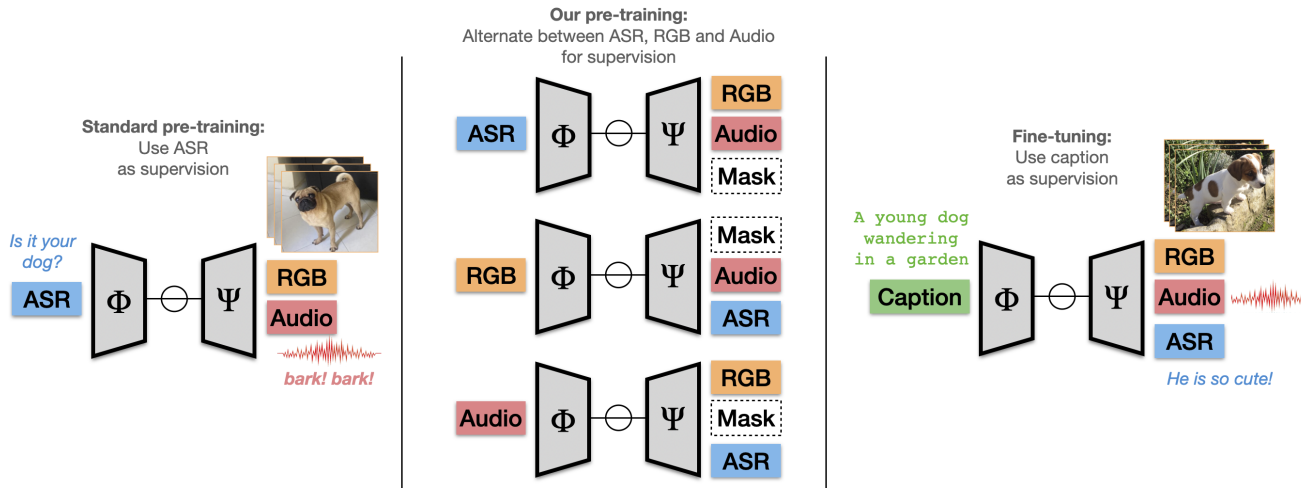 Standard pre-training:
Use ASR
as supervision
Is it your
dog?
ASR
Φ
Ψ
RGB
Audio
bark! bark!
Our pre-training:
Alternate between ASR, RGB and Audio
for supervision
ASR
Φ
Ψ
RGB
Audio
Mask
RGB
Φ
Ψ
Mask
Audio
ASR
Audio
Φ
Ψ
RGB
Mask
ASR
Fine-tuning:
Use caption
as supervision
A young dog
wandering
in a garden
Caption
Φ
Ψ
RGB
Audio
ASR
He is so cute!